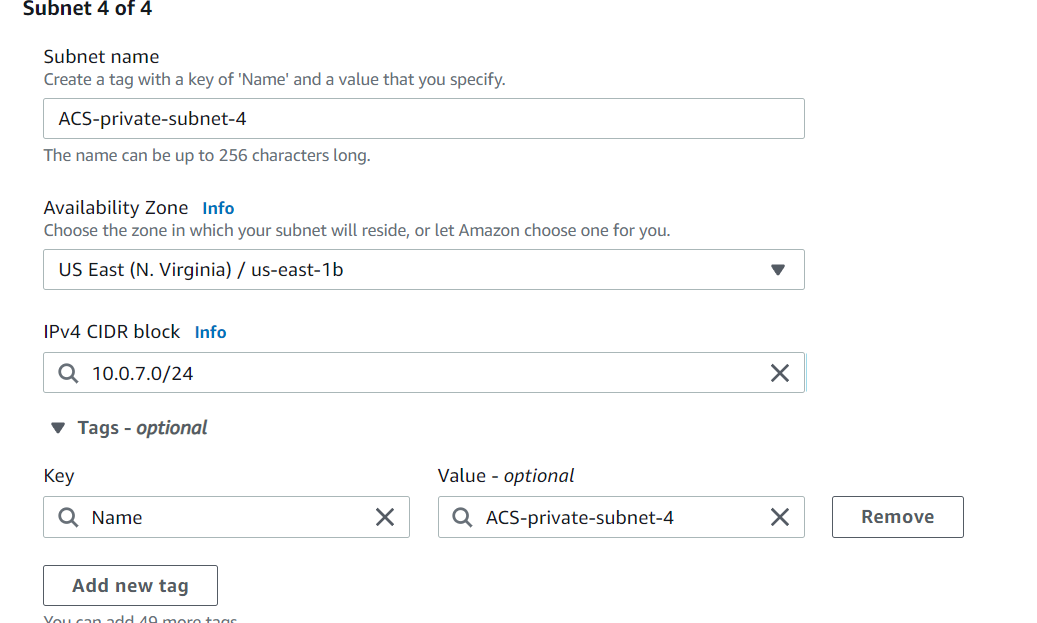 Subnet 4 of 4
Subnet name
Create a tag with a key of 'Name' and a value that you specify.
ACS-private-subnet-4
The name can be up to 256 characters long.
Availability Zone Info
Choose the zone in which your subnet will reside, or let Amazon choose one for you.
US East (N. Virginia) / us-east-1b
IPv4 CIDR block Info
10.0.7.0/24
Tags - optional
Key Value - optional
Name ACS-private-subnet-4 Remove
Add new tag
You can add 49 more tags.